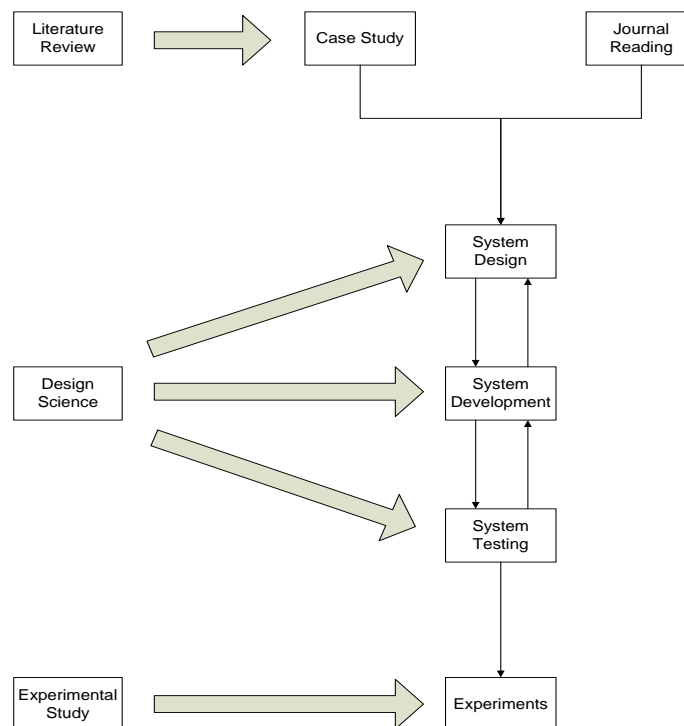 Literature
Review
Case Study
Journal
Reading
System
Design
Design
Science
System
Development
System
Testing
Experimental
Study
Experiments